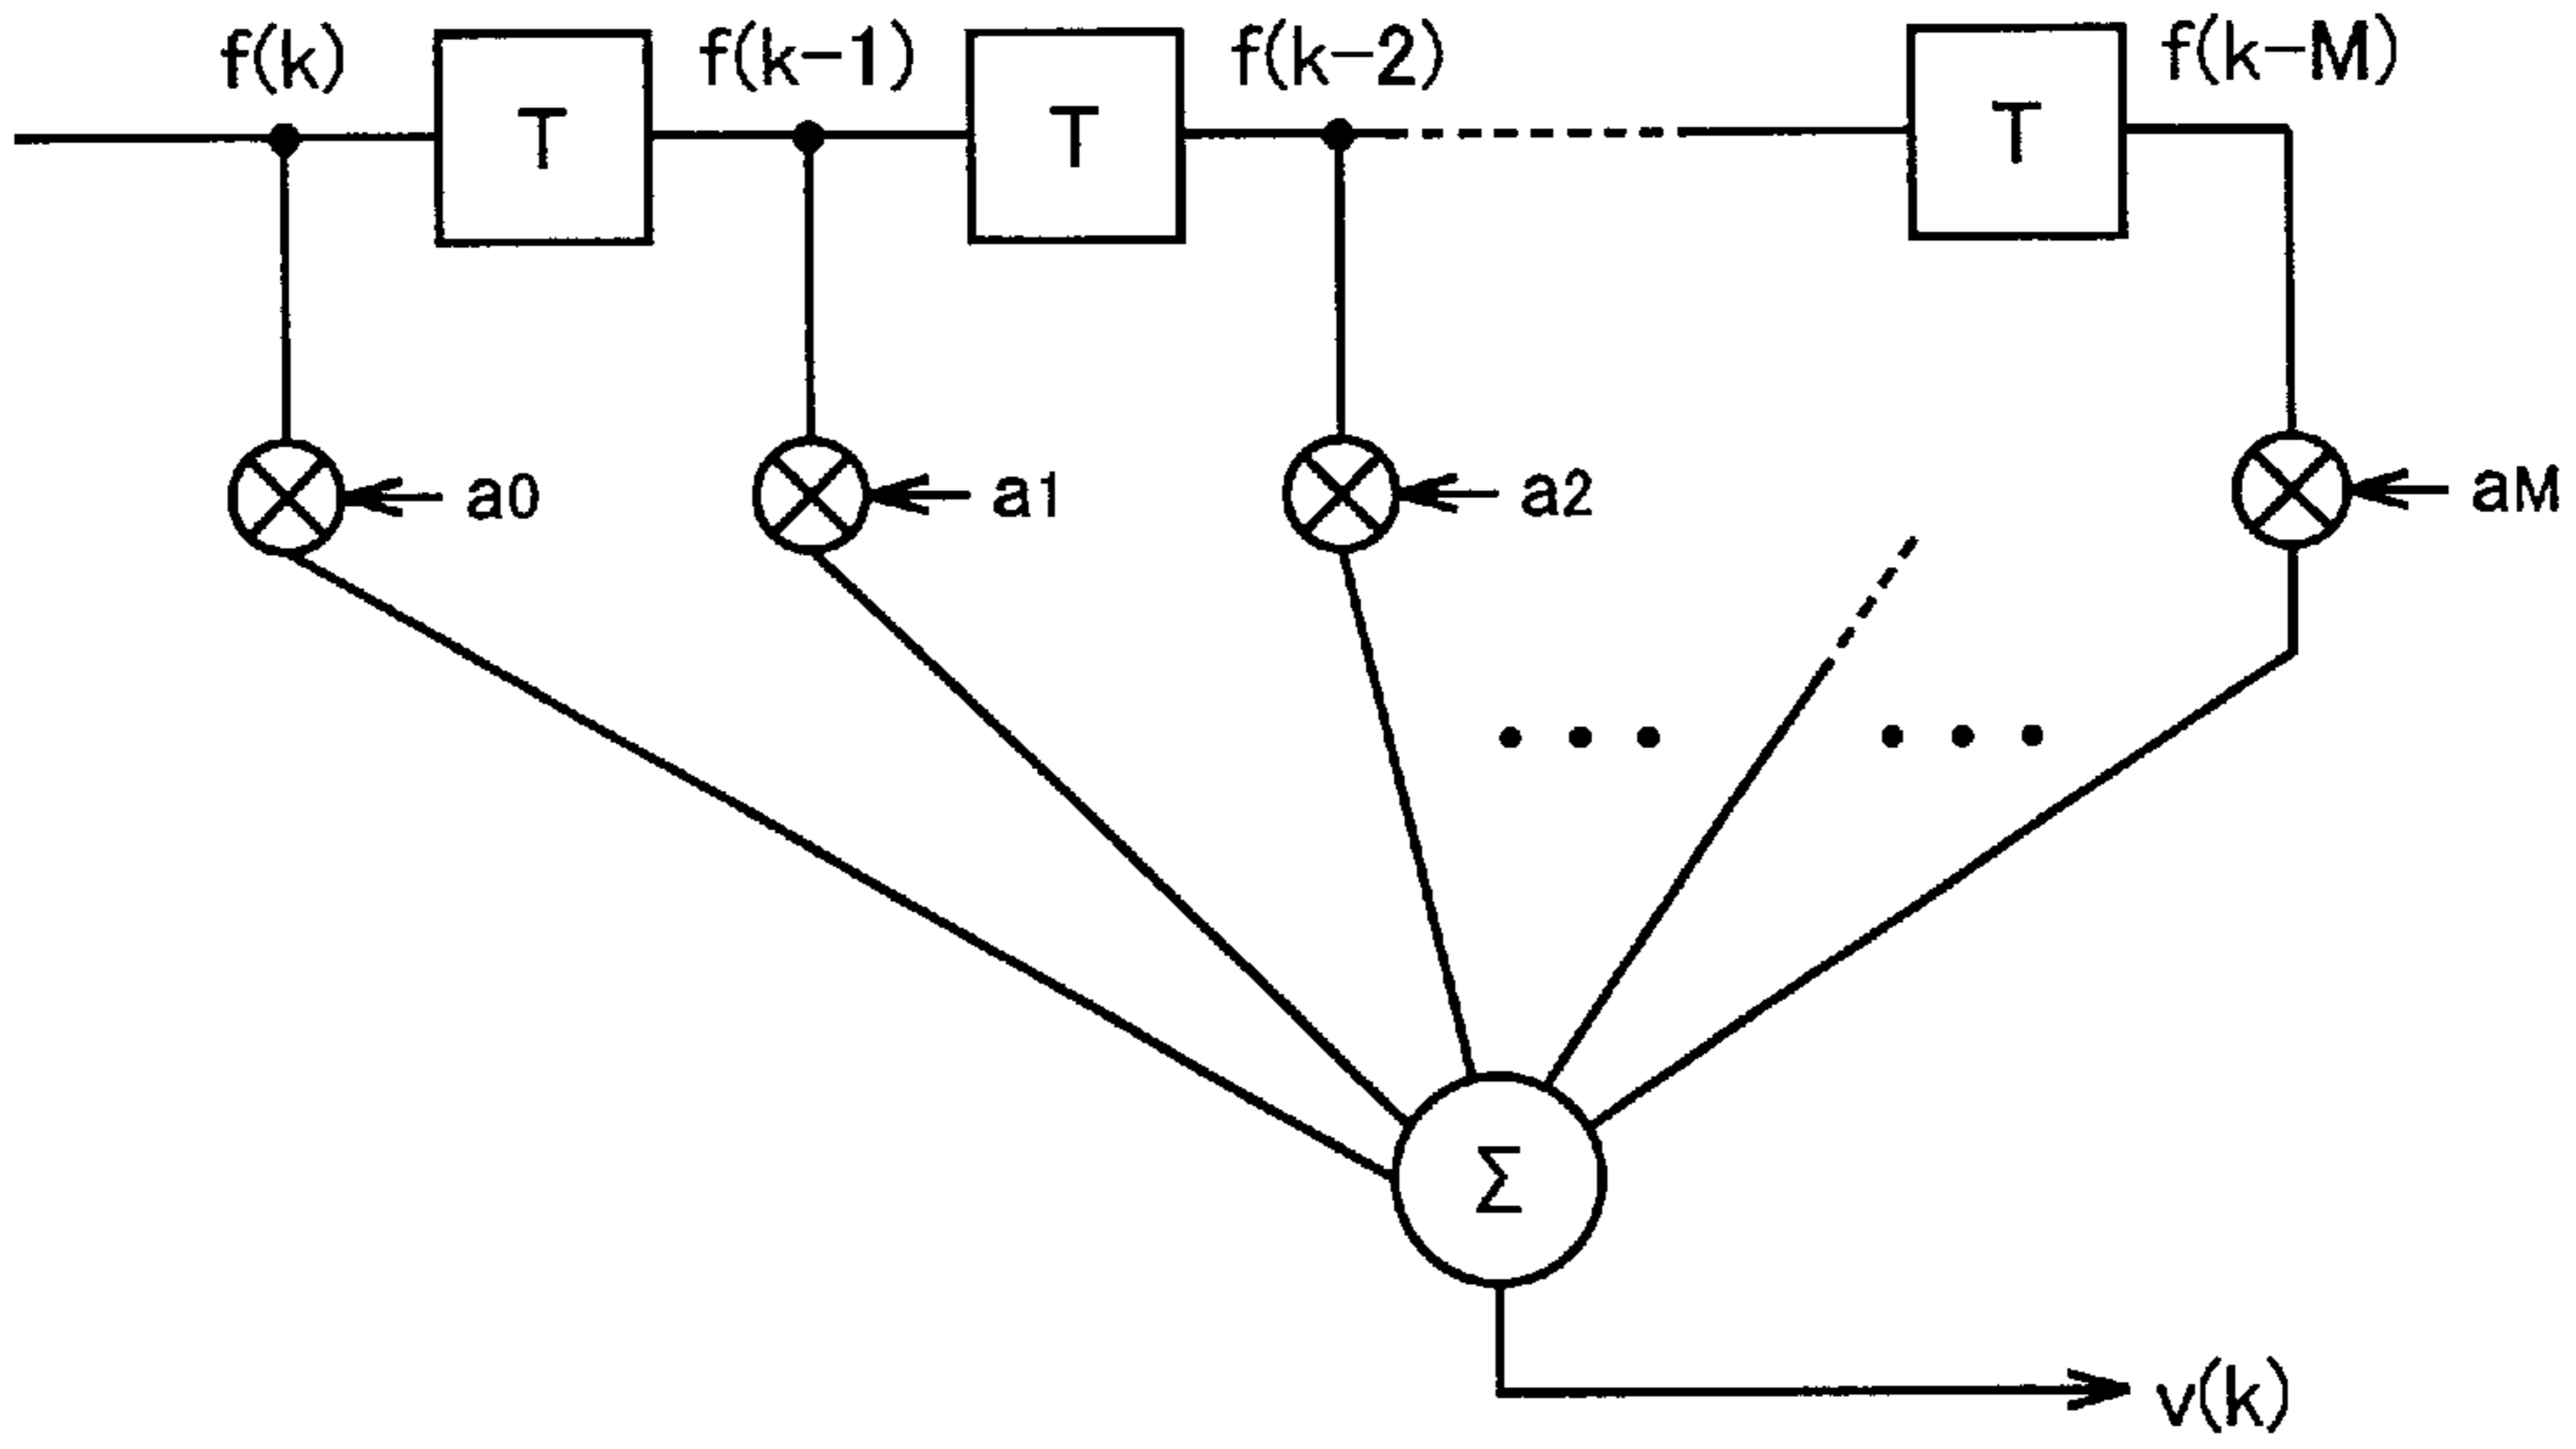 f(k) f(k-1) f(k-2) f(k-M)
T T T
a0 a1 a2 aM
Σ
v(k)